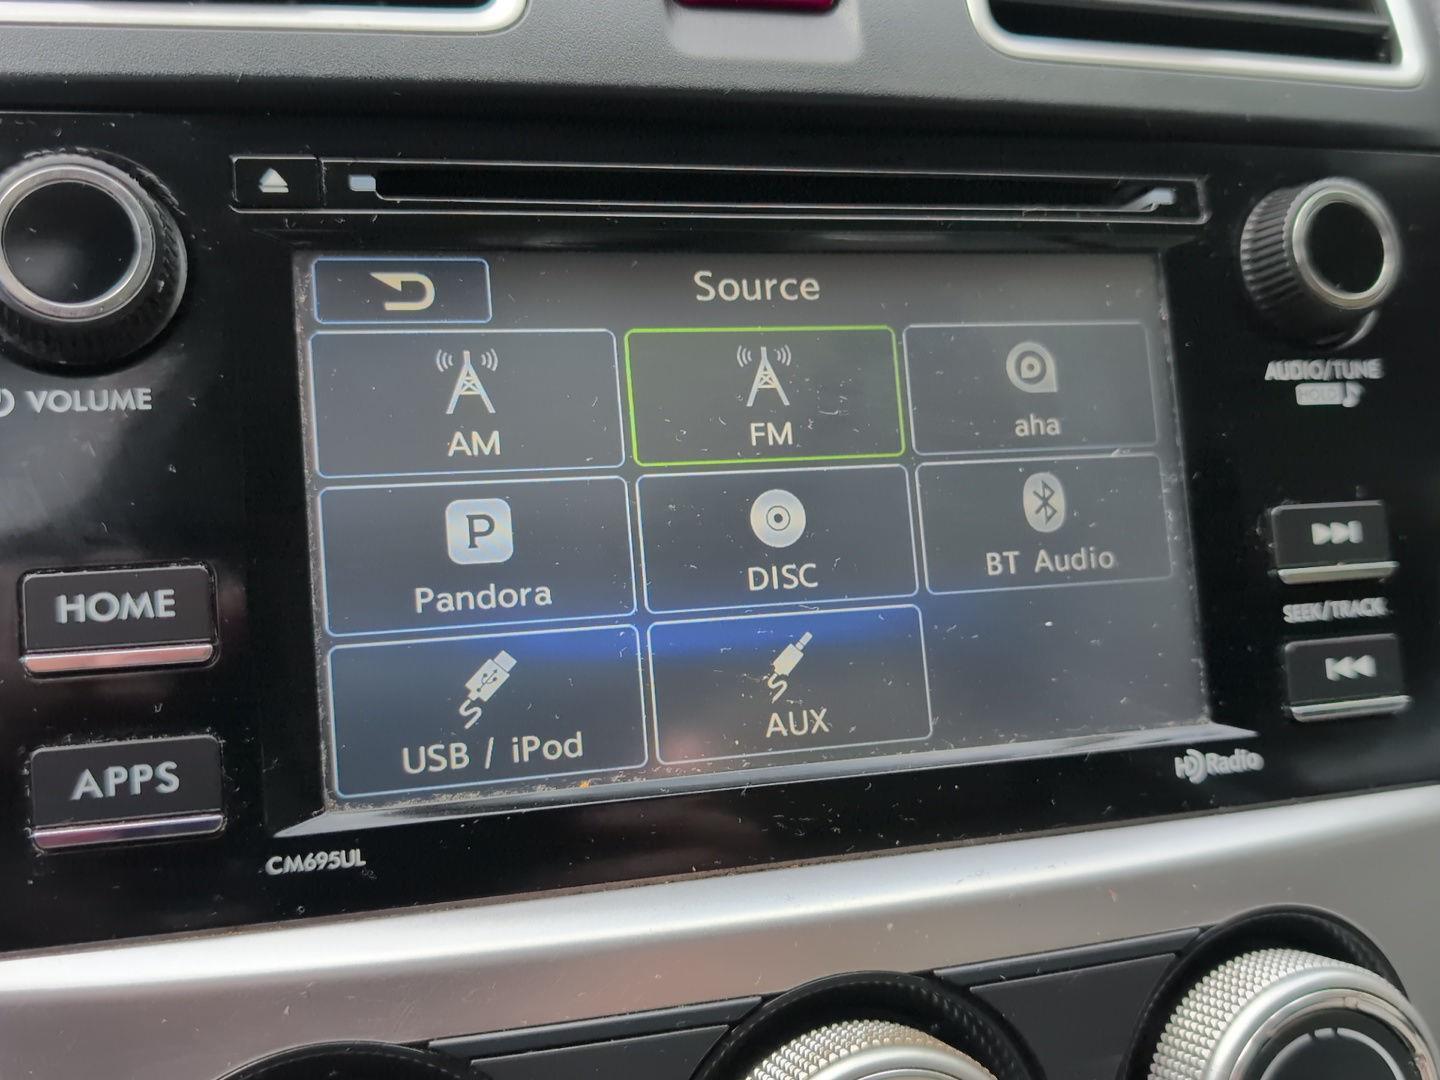 Source
AM
FM
aha
VOLUME
AUDIO/TUNE
HOLD
P
Pandora
DISC
BT Audio
HOME
SEEK/TRACK
USB / iPod
AUX
APPS
HD Radio
CM695UL